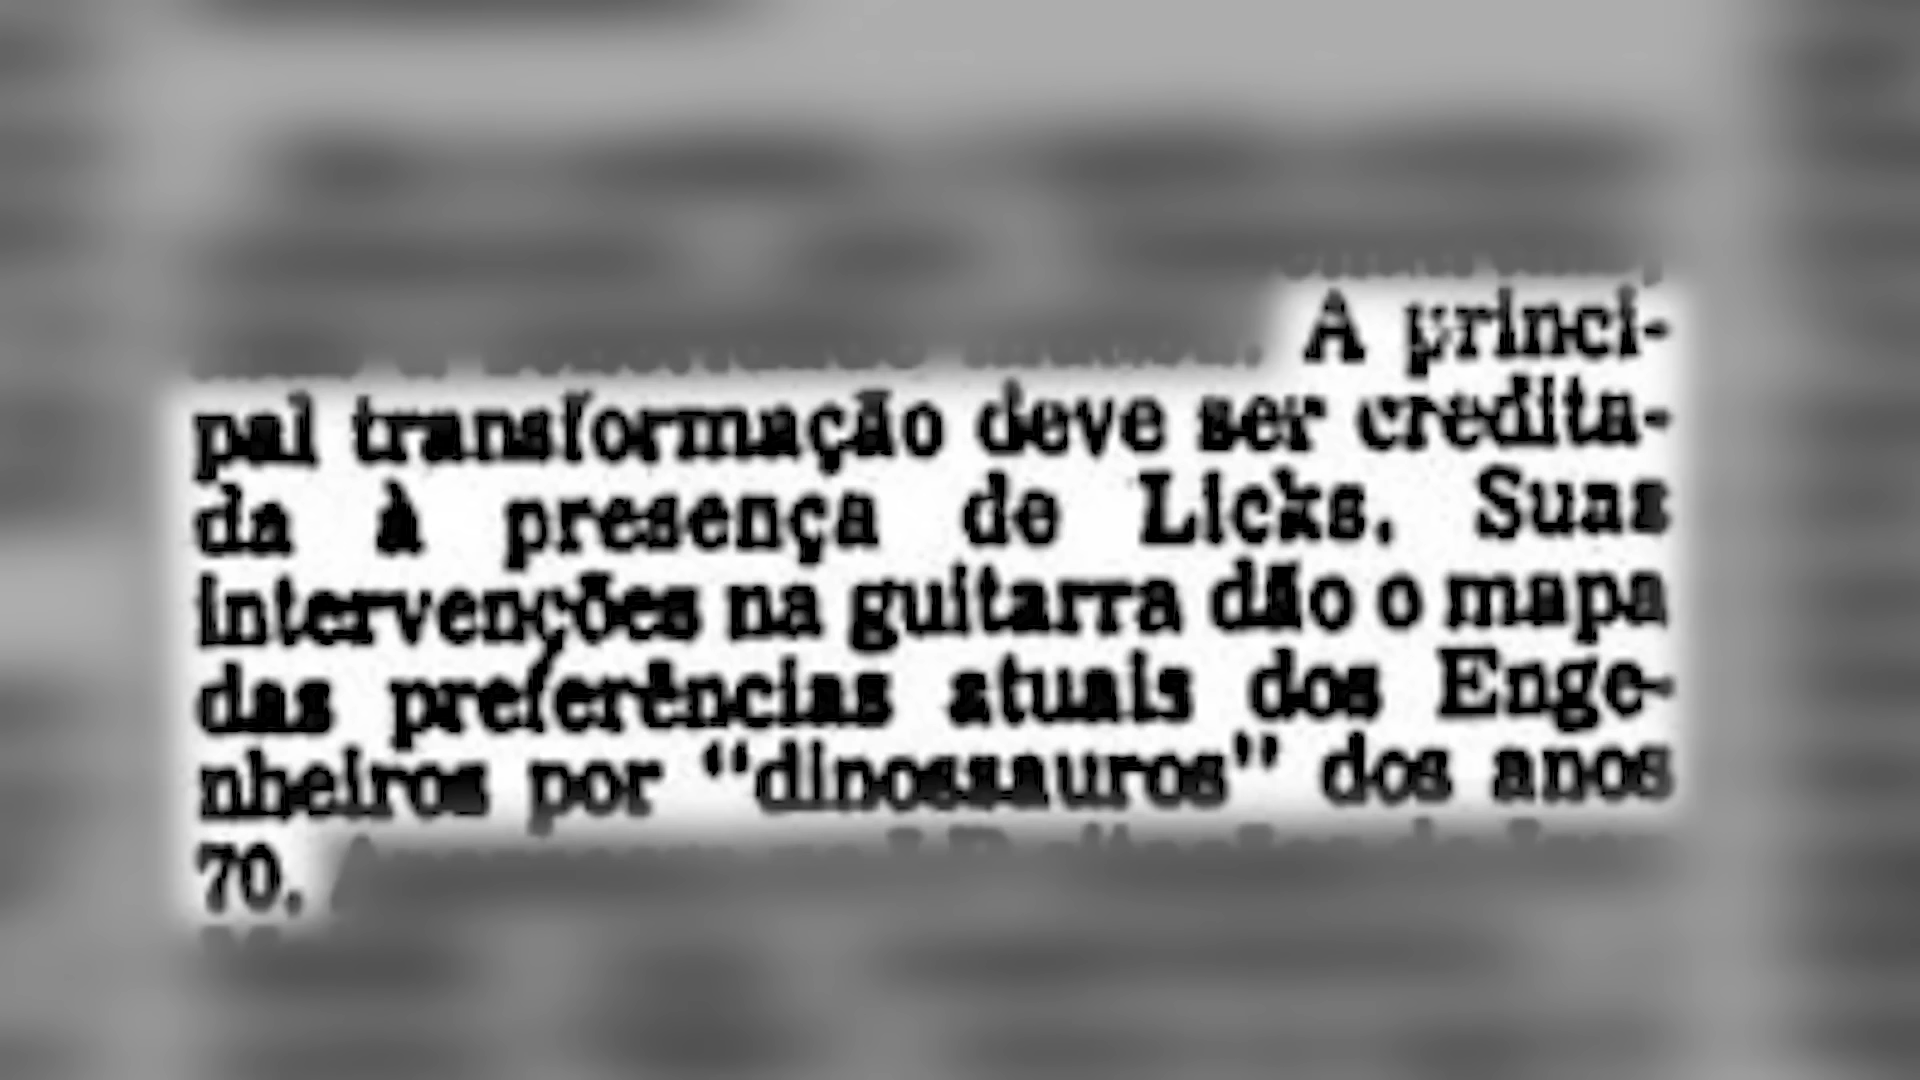 A princi-
pal transformação deve ser credita-
da à presença de Licks. Suas
intervenções na guitarra dão o mapa
das preferências atuais dos Enge-
nheiros por "dinossauros" dos anos
70.